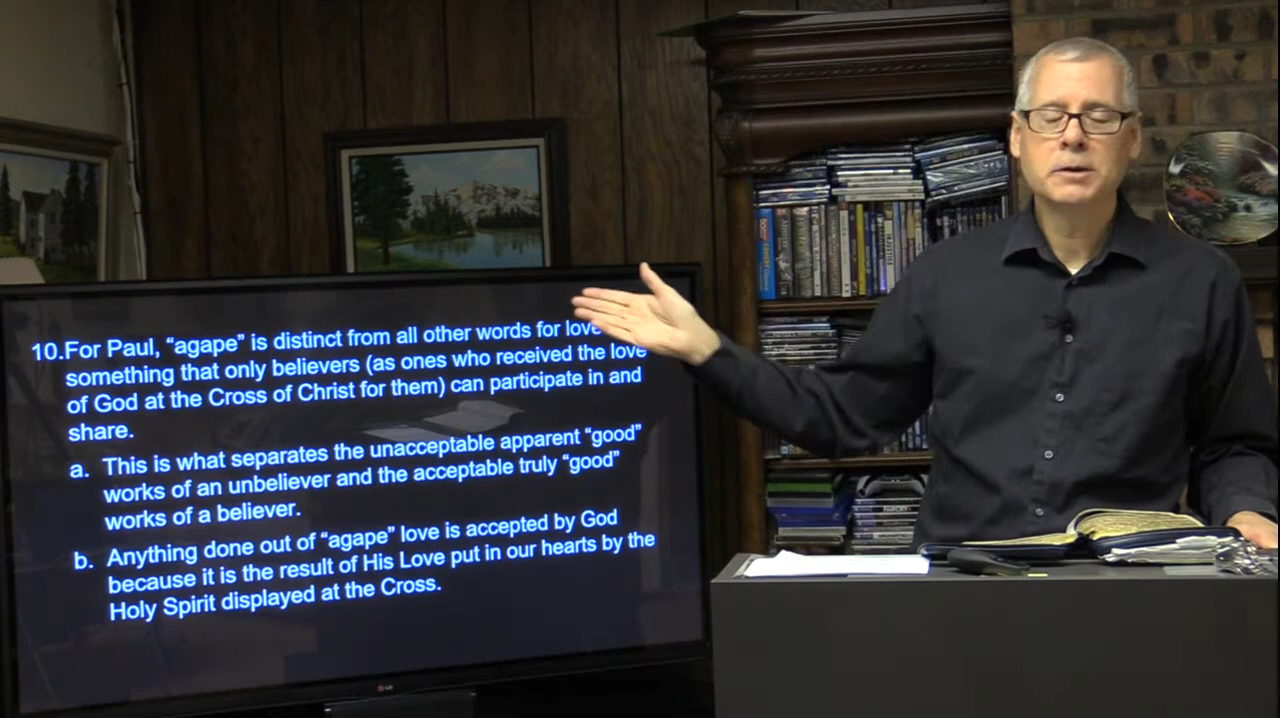 10.For Paul, “agape” is distinct from all other words for love
something that only believers (as ones who received the love
of God at the Cross of Christ for them) can participate in and
share.
a. This is what separates the unacceptable apparent “good”
works of an unbeliever and the acceptable truly “good”
works of a believer.
b. Anything done out of “agape” love is accepted by God
because it is the result of His Love put in our hearts by the
Holy Spirit displayed at the Cross.
LG